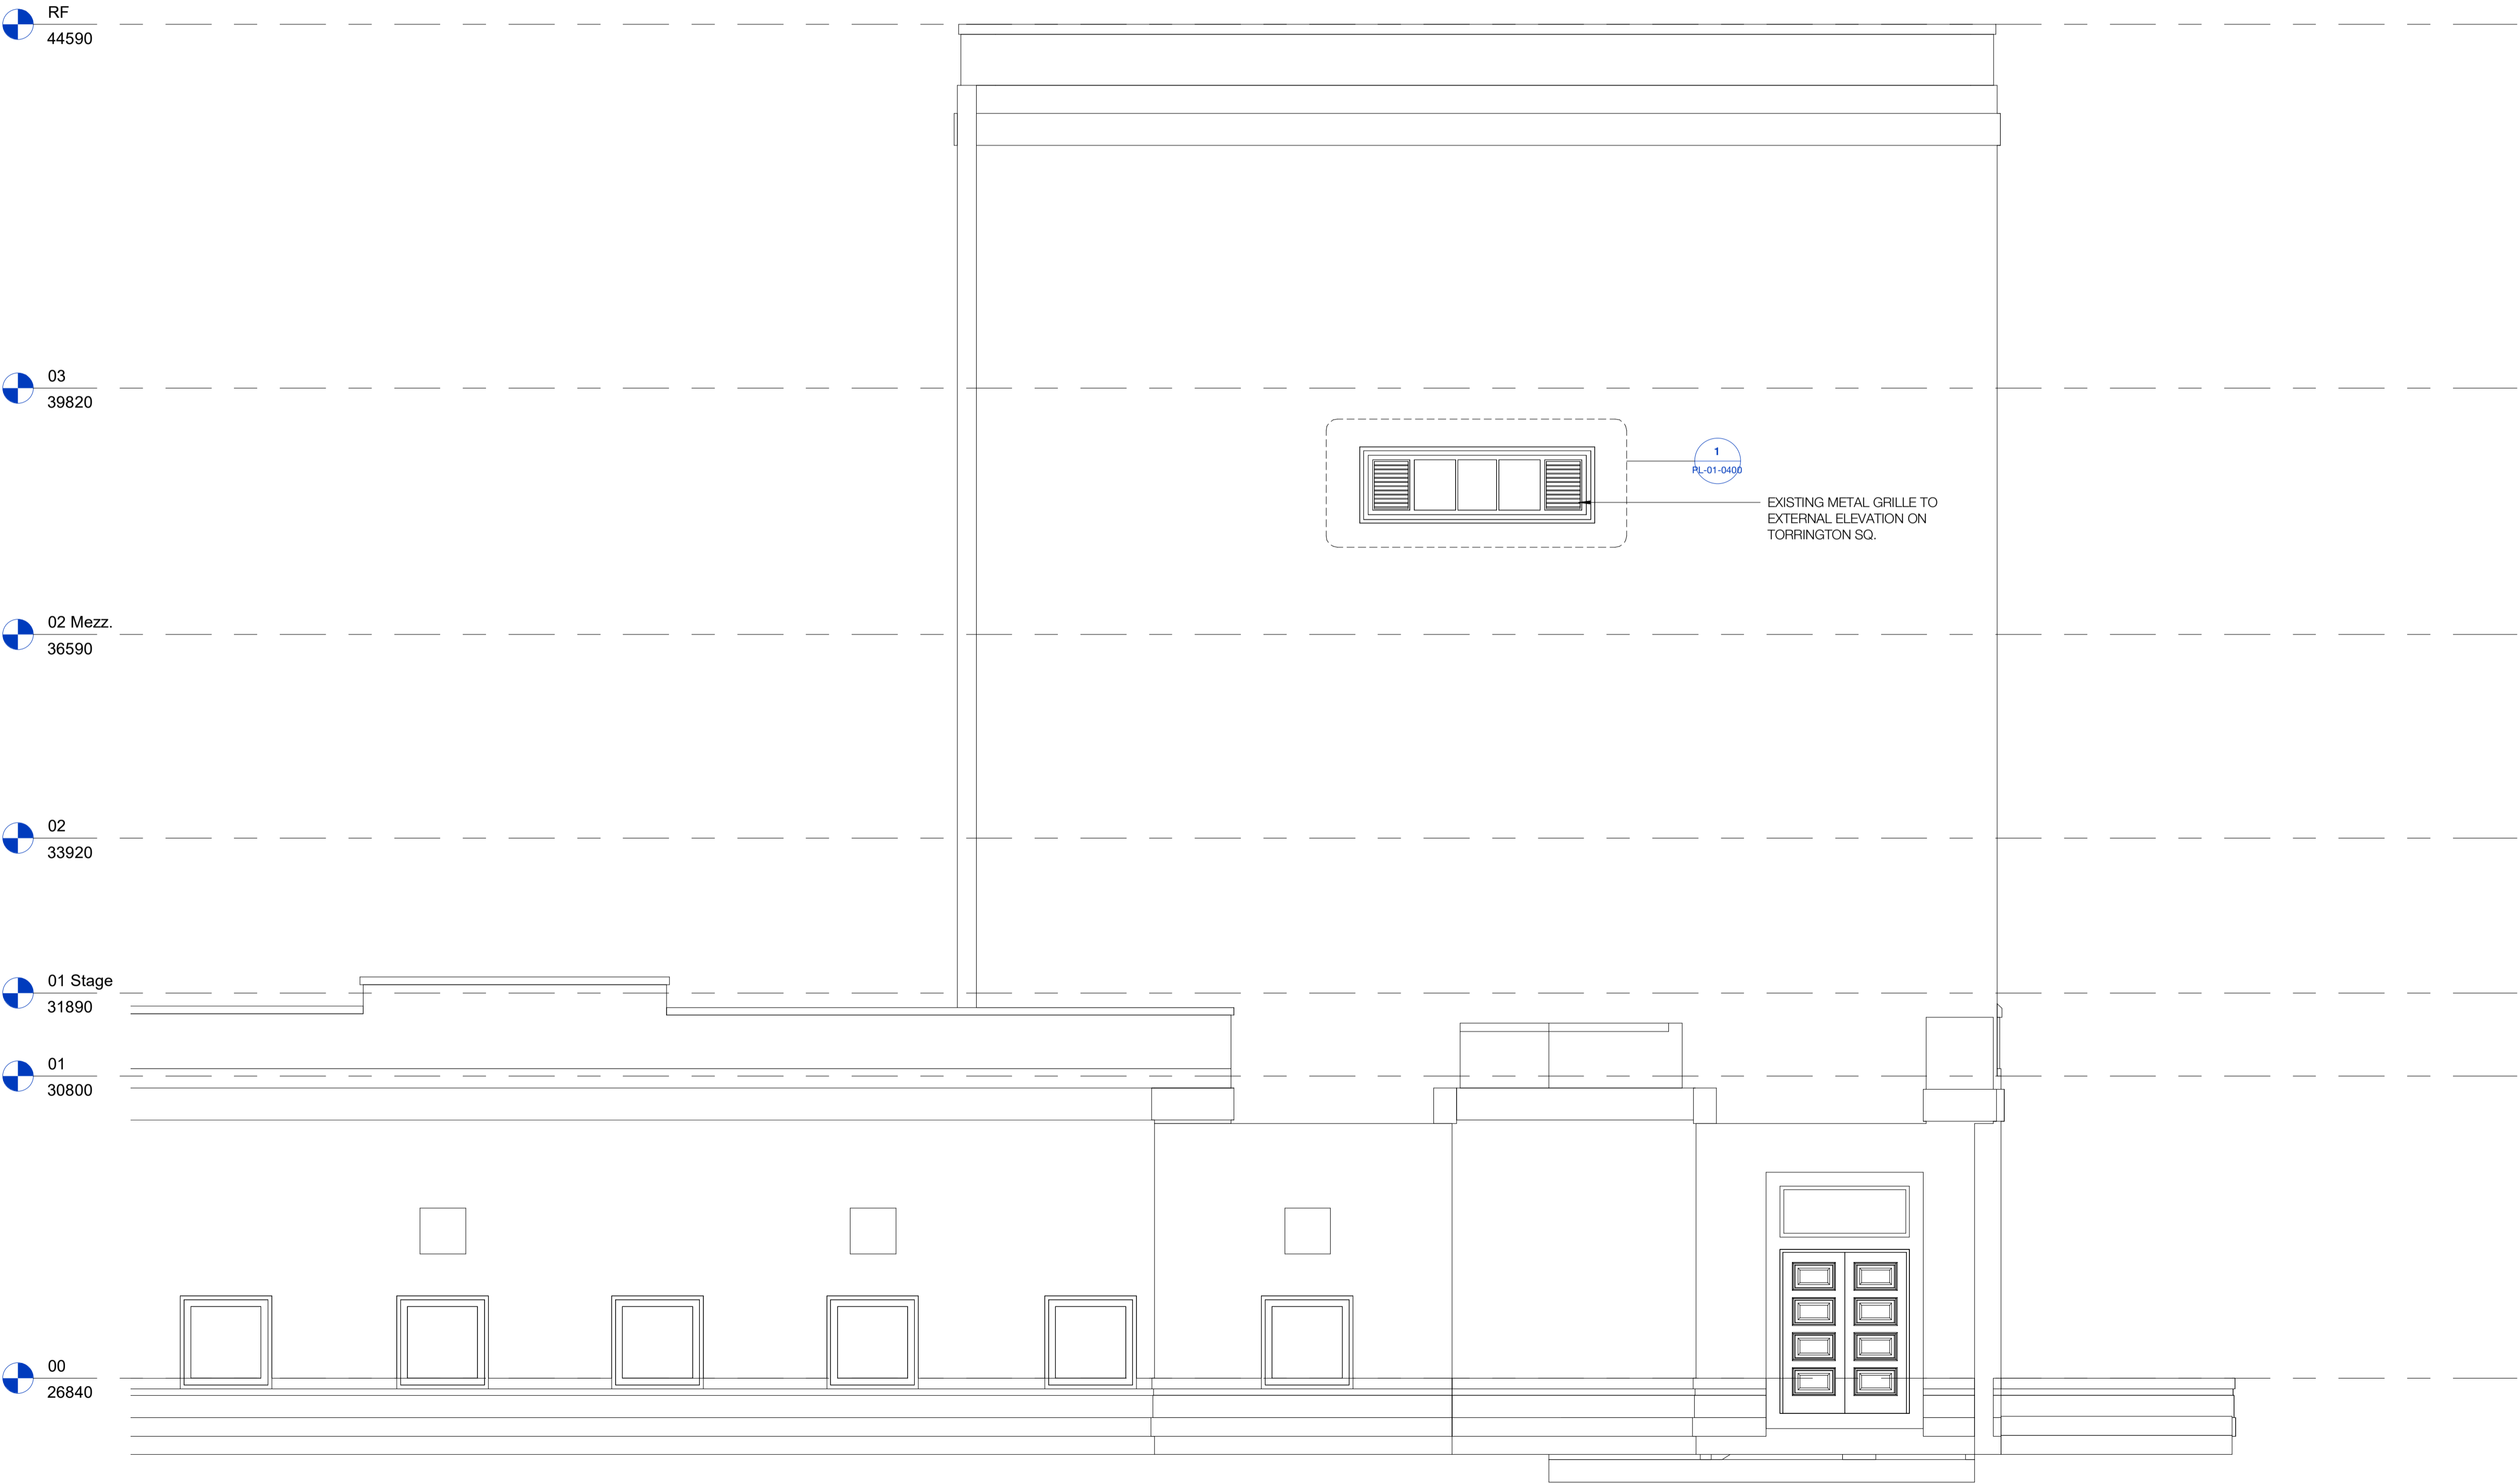 RF
44590
03
39820
1
PL-01-0400
EXISTING METAL GRILLE TO
EXTERNAL ELEVATION ON
TORRINGTON SQ.
02 Mezz.
36590
02
33920
01 Stage
31890
01
30800
00
26840